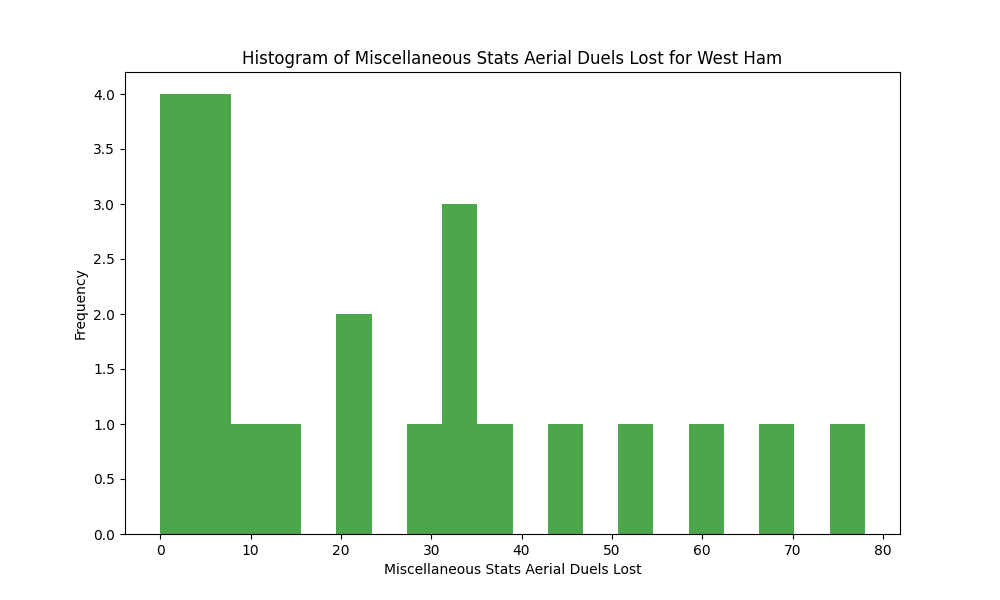 Histogram of Miscellaneous Stats Aerial Duels Lost for West Ham
4.0
3.5
3.0
2.5
2.0
1.5
1.0
0.5
0.0
Frequency
0 10 20 30 40 50 60 70 80
Miscellaneous Stats Aerial Duels Lost